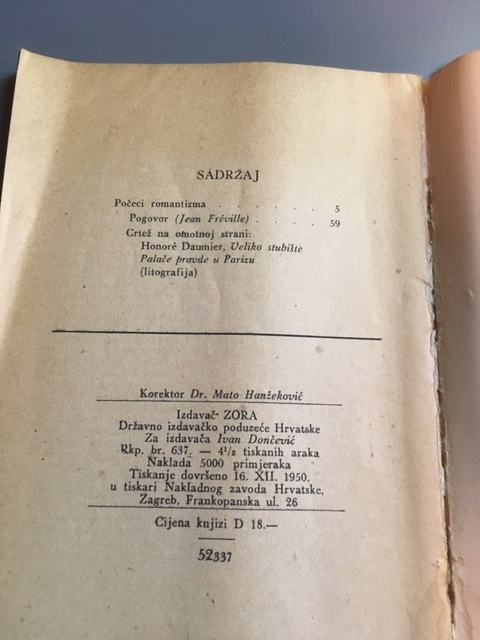 SADRŽAJ
Počeci romantizma . . . . . . . 5
Pogovor (Jean Fréville) . . . . 59
Crtež na omotnoj strani:
Honoré Daumier, Veliko stubište
Palače pravde u Parizu
(litografija)
Korektor Dr. Mato Hanžeković
Izdavač ZORA
Državno izdavačko poduzeće Hrvatske
Za izdavača Ivan Dončević
Rkp. br. 637. — 4¹/₂ tiskanih araka
Naklada 5000 primjeraka
Tiskanje dovršeno 16. XII. 1950.
u tiskari Nakladnog zavoda Hrvatske,
Zagreb, Frankopanska ul. 26
Cijena knjizi D 18.—
52337